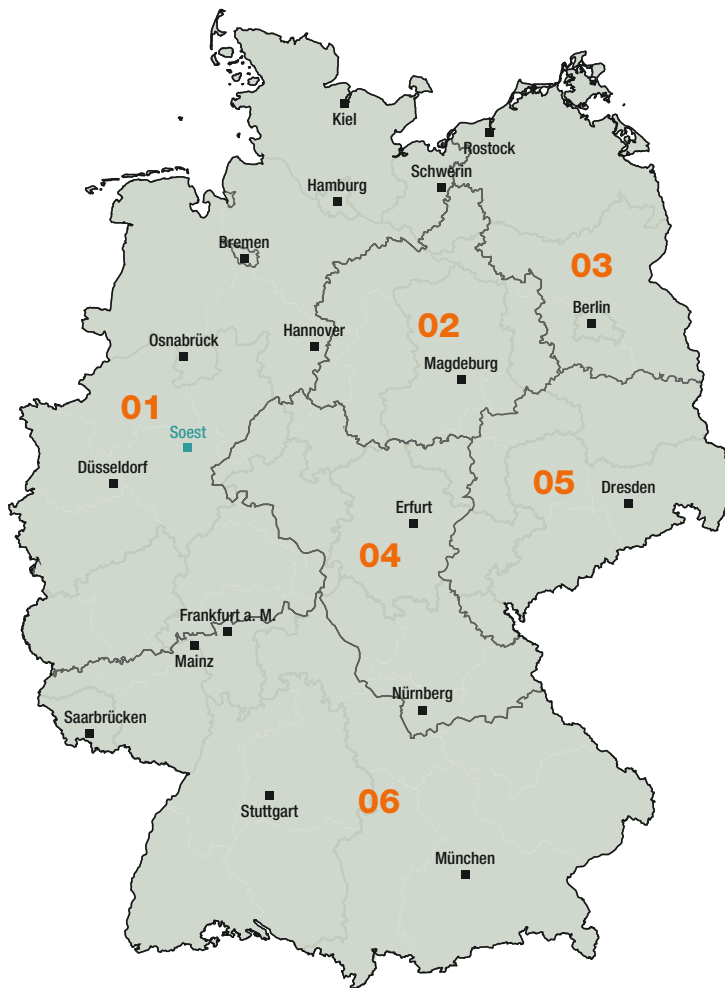 Kiel
Rostock
Schwerin
Hamburg
Bremen
03
Berlin
02
Hannover
Osnabrück
Magdeburg
01
Soest
Düsseldorf
05
Dresden
Erfurt
04
Frankfurt a. M.
Mainz
Nürnberg
Saarbrücken
06
Stuttgart
München